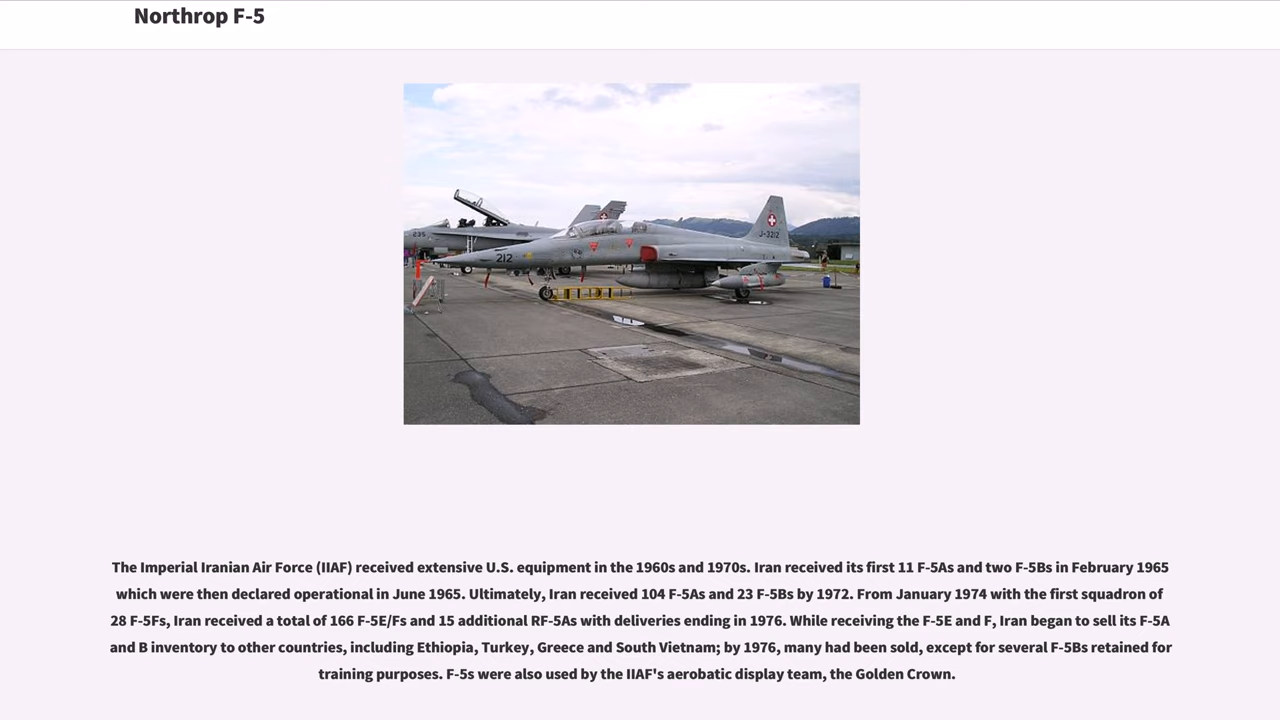 Northrop F-5
235
212
J-3212
The Imperial Iranian Air Force (IIAF) received extensive U.S. equipment in the 1960s and 1970s. Iran received its first 11 F-5As and two F-5Bs in February 1965
which were then declared operational in June 1965. Ultimately, Iran received 104 F-5As and 23 F-5Bs by 1972. From January 1974 with the first squadron of
28 F-5Fs, Iran received a total of 166 F-5E/Fs and 15 additional RF-5As with deliveries ending in 1976. While receiving the F-5E and F, Iran began to sell its F-5A
and B inventory to other countries, including Ethiopia, Turkey, Greece and South Vietnam; by 1976, many had been sold, except for several F-5Bs retained for
training purposes. F-5s were also used by the IIAF's aerobatic display team, the Golden Crown.